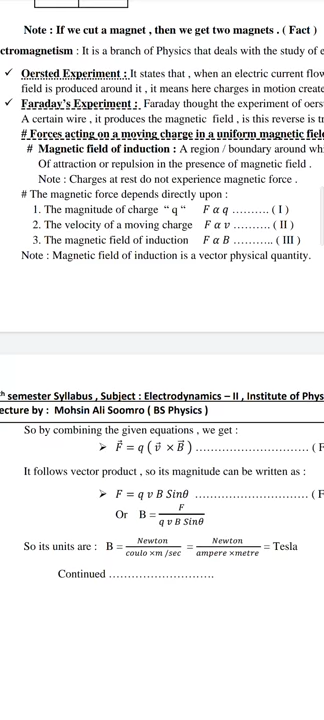 Note : If we cut a magnet , then we get two magnets . ( Fact )
ctromagnetism : It is a branch of Physics that deals with the study of e
✓ Oersted Experiment : It states that , when an electric current flow
field is produced around it , it means here charges in motion create
✓ Faraday's Experiment : Faraday thought the experiment of oers
A certain wire , it produces the magnetic field , is this reverse is tr
# Forces acting on a moving charge in a uniform magnetic fiel
# Magnetic field of induction : A region / boundary around wh
Of attraction or repulsion in the presence of magnetic field .
Note : Charges at rest do not experience magnetic force .
# The magnetic force depends directly upon :
1. The magnitude of charge “ q “ F α q ………. ( I )
2. The velocity of a moving charge F α v ………. ( II )
3. The magnetic field of induction F α B ……….. ( III )
Note : Magnetic field of induction is a vector physical quantity.
th semester Syllabus , Subject : Electrodynamics – II , Institute of Phys
ecture by : Mohsin Ali Soomro ( BS Physics )
So by combining the given equations , we get :
➢ F⃗ = q ( v⃗ × B⃗ ) ………………………… ( F
It follows vector product , so its magnitude can be written as :
➢ F = q v B Sinθ ………………………… ( F
Or B = F / q v B Sinθ
So its units are : B = Newton / coulo ×m /sec = Newton / ampere ×metre = Tesla
Continued ……………………….